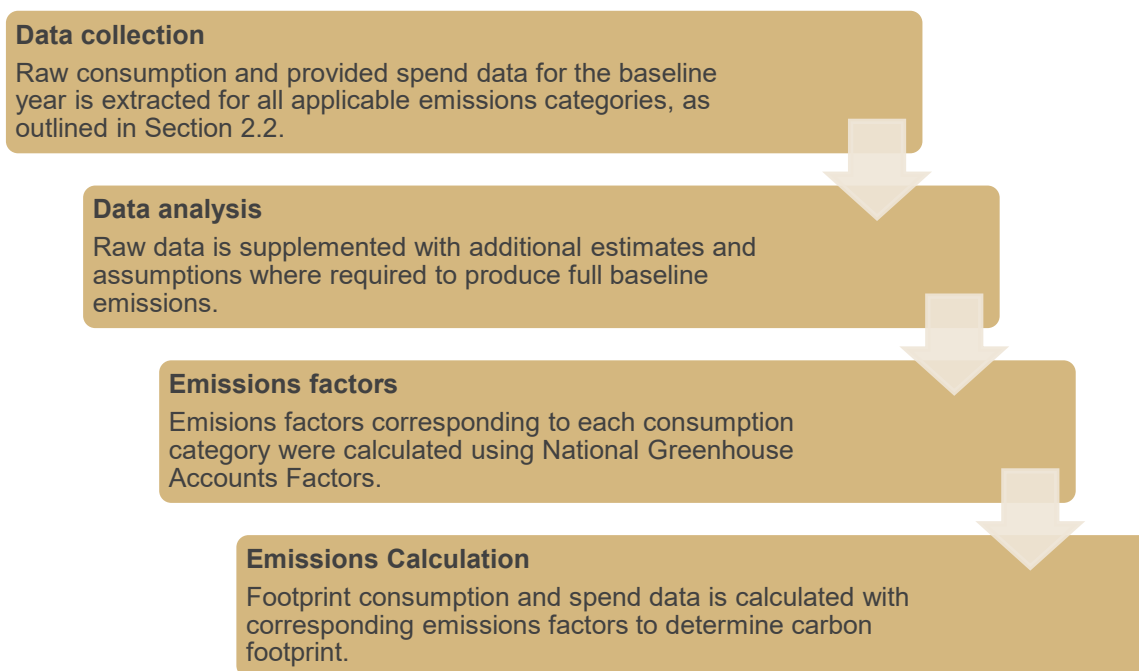 Data collection
Raw consumption and provided spend data for the baseline
year is extracted for all applicable emissions categories, as
outlined in Section 2.2.
Data analysis
Raw data is supplemented with additional estimates and
assumptions where required to produce full baseline
emissions.
Emissions factors
Emisions factors corresponding to each consumption
category were calculated using National Greenhouse
Accounts Factors.
Emissions Calculation
Footprint consumption and spend data is calculated with
corresponding emissions factors to determine carbon
footprint.